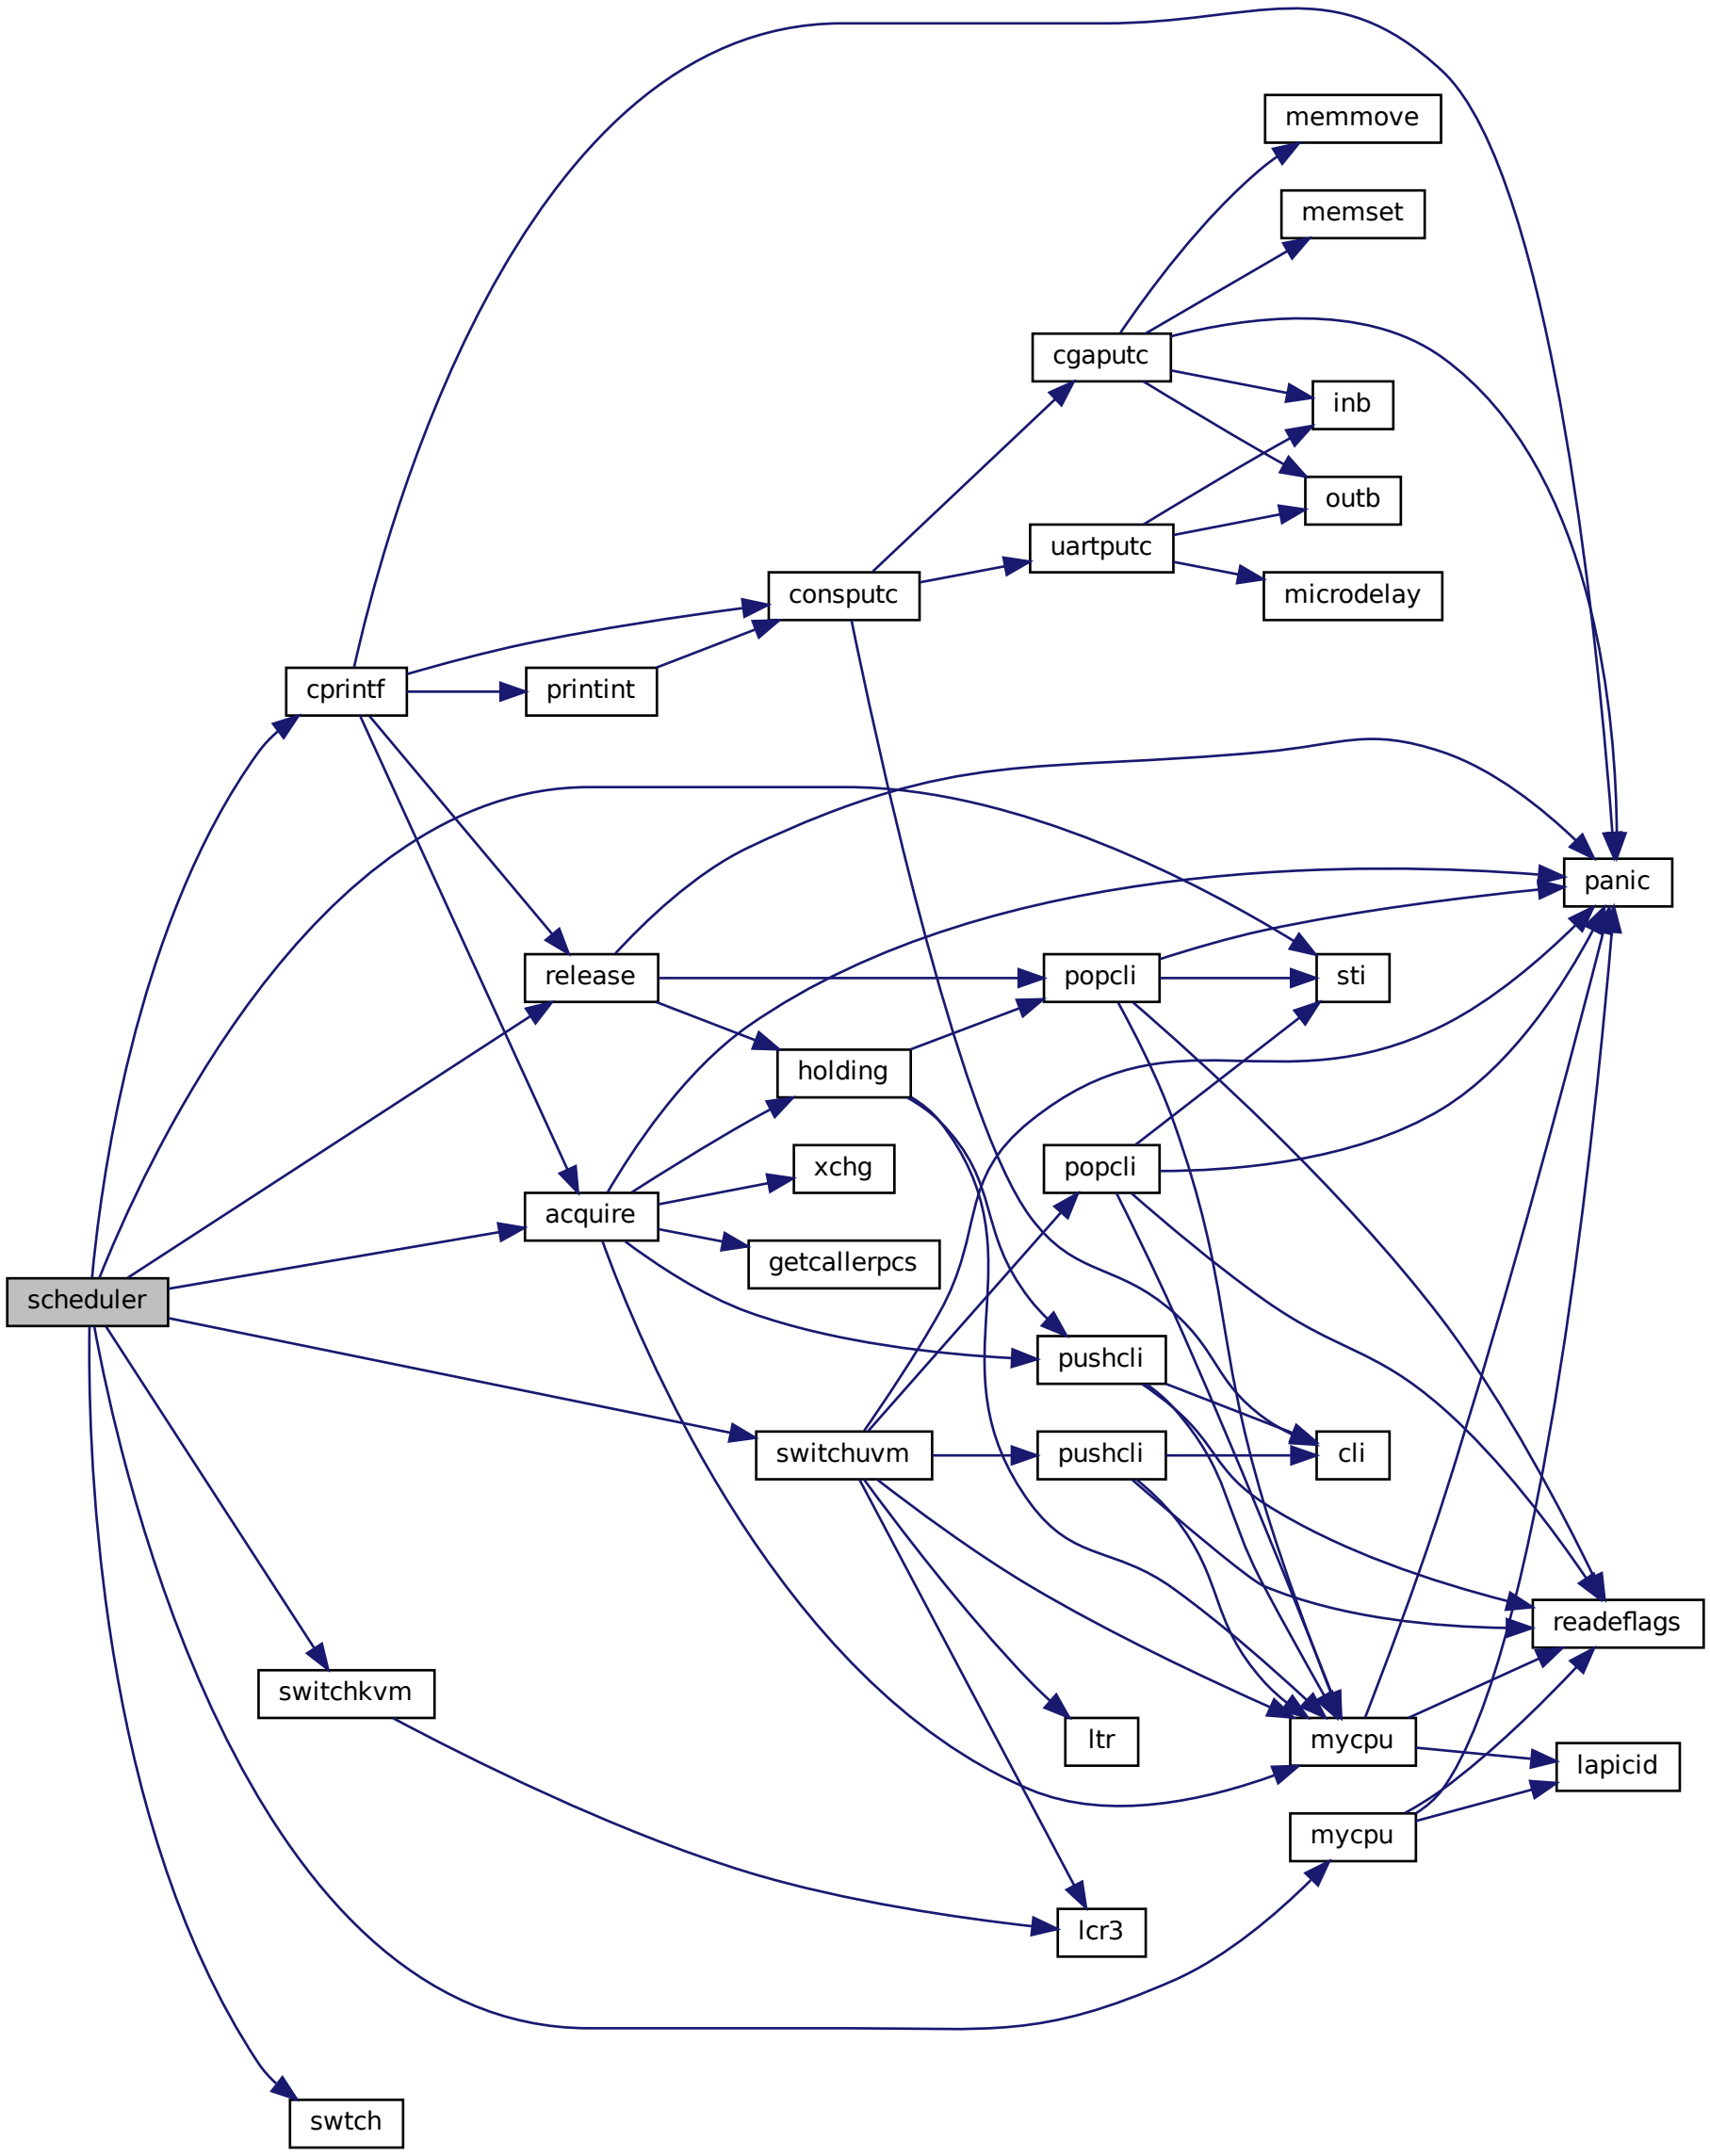 memmove
memset
cgaputc
inb
outb
uartputc
microdelay
consputc
cprintf
printint
panic
release
popcli
sti
holding
xchg
popcli
acquire
getcallerpcs
scheduler
pushcli
switchuvm
pushcli
cli
readeflags
switchkvm
ltr
mycpu
lapicid
mycpu
lcr3
swtch